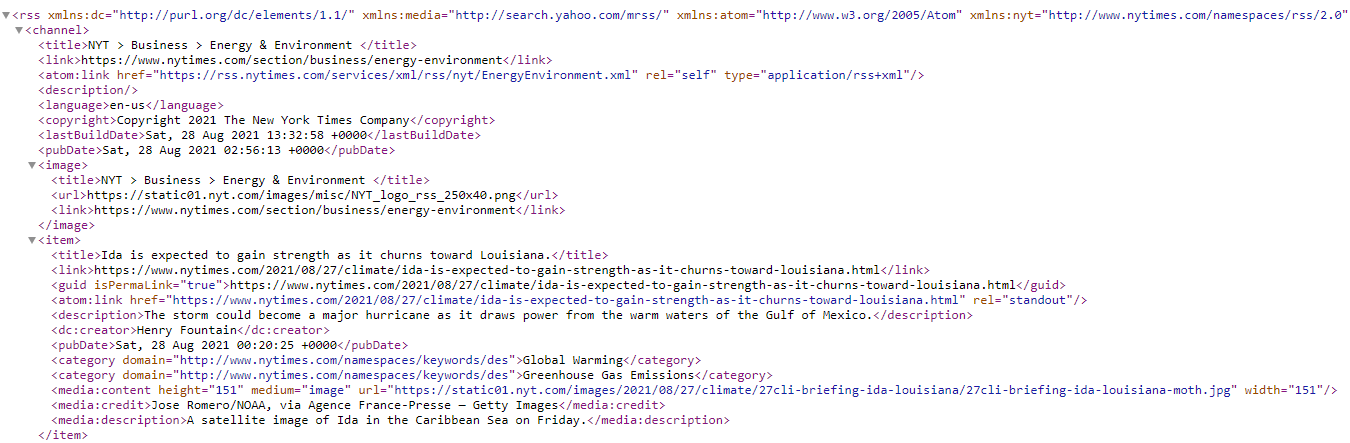 ▼<rss xmlns:dc="http://purl.org/dc/elements/1.1/" xmlns:media="http://search.yahoo.com/mrss/" xmlns:atom="http://www.w3.org/2005/Atom" xmlns:nyt="http://www.nytimes.com/namespaces/rss/2.0"
▼<channel>
<title>NYT > Business > Energy & Environment </title>
<link>https://www.nytimes.com/section/business/energy-environment</link>
<atom:link href="https://rss.nytimes.com/services/xml/rss/nyt/EnergyEnvironment.xml" rel="self" type="application/rss+xml"/>
<description/>
<language>en-us</language>
<copyright>Copyright 2021 The New York Times Company</copyright>
<lastBuildDate>Sat, 28 Aug 2021 13:32:58 +0000</lastBuildDate>
<pubDate>Sat, 28 Aug 2021 02:56:13 +0000</pubDate>
▼<image>
<title>NYT > Business > Energy & Environment </title>
<url>https://static01.nyt.com/images/misc/NYT_logo_rss_250x40.png</url>
<link>https://www.nytimes.com/section/business/energy-environment</link>
</image>
▼<item>
<title>Ida is expected to gain strength as it churns toward Louisiana.</title>
<link>https://www.nytimes.com/2021/08/27/climate/ida-is-expected-to-gain-strength-as-it-churns-toward-louisiana.html</link>
<guid isPermaLink="true">https://www.nytimes.com/2021/08/27/climate/ida-is-expected-to-gain-strength-as-it-churns-toward-louisiana.html</guid>
<atom:link href="https://www.nytimes.com/2021/08/27/climate/ida-is-expected-to-gain-strength-as-it-churns-toward-louisiana.html" rel="standout"/>
<description>The storm could become a major hurricane as it draws power from the warm waters of the Gulf of Mexico.</description>
<dc:creator>Henry Fountain</dc:creator>
<pubDate>Sat, 28 Aug 2021 00:20:25 +0000</pubDate>
<category domain="http://www.nytimes.com/namespaces/keywords/des">Global Warming</category>
<category domain="http://www.nytimes.com/namespaces/keywords/des">Greenhouse Gas Emissions</category>
<media:content height="151" medium="image" url="https://static01.nyt.com/images/2021/08/27/climate/27cli-briefing-ida-louisiana/27cli-briefing-ida-louisiana-moth.jpg" width="151"/>
<media:credit>Jose Romero/NOAA, via Agence France-Presse — Getty Images</media:credit>
<media:description>A satellite image of Ida in the Caribbean Sea on Friday.</media:description>
</item>